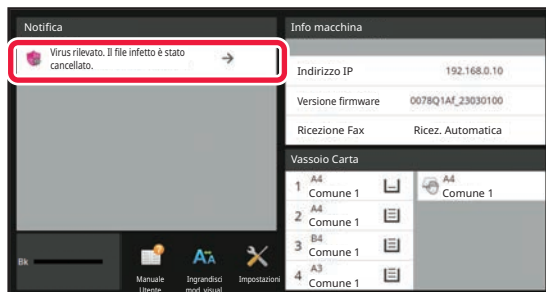 Notifica
Virus rilevato. Il file infetto è stato
cancellato.
Info macchina
Indirizzo IP 192.168.0.10
Versione firmware 0078Q1Af_23030100
Ricezione Fax Ricez. Automatica
Vassoio Carta
1 A4
Comune 1
A4
Comune 1
2 A4
Comune 1
3 B4
Comune 1
4 A3
Comune 1
Bk
Manuale
Utente
Ingrandisci
mod. visual.
Impostazioni